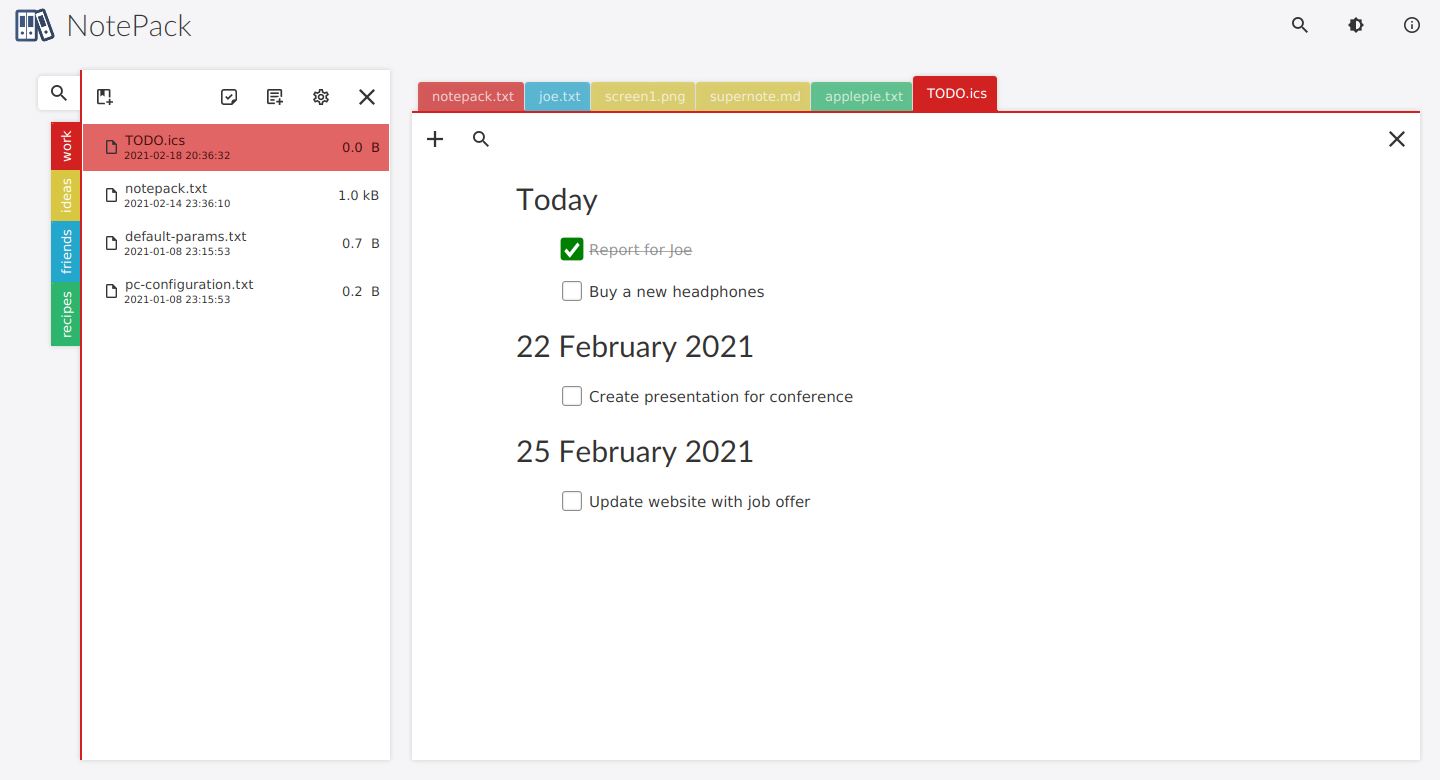 NotePack
work
ideas
friends
recipes
TODO.ics
2021-02-18 20:36:32
0.0 B
notepack.txt
2021-02-14 23:36:10
1.0 kB
default-params.txt
2021-01-08 23:15:53
0.7 B
pc-configuration.txt
2021-01-08 23:15:53
0.2 B
notepack.txt joe.txt screen1.png supernote.md applepie.txt TODO.ics
Today
Report for Joe
Buy a new headphones
22 February 2021
Create presentation for conference
25 February 2021
Update website with job offer